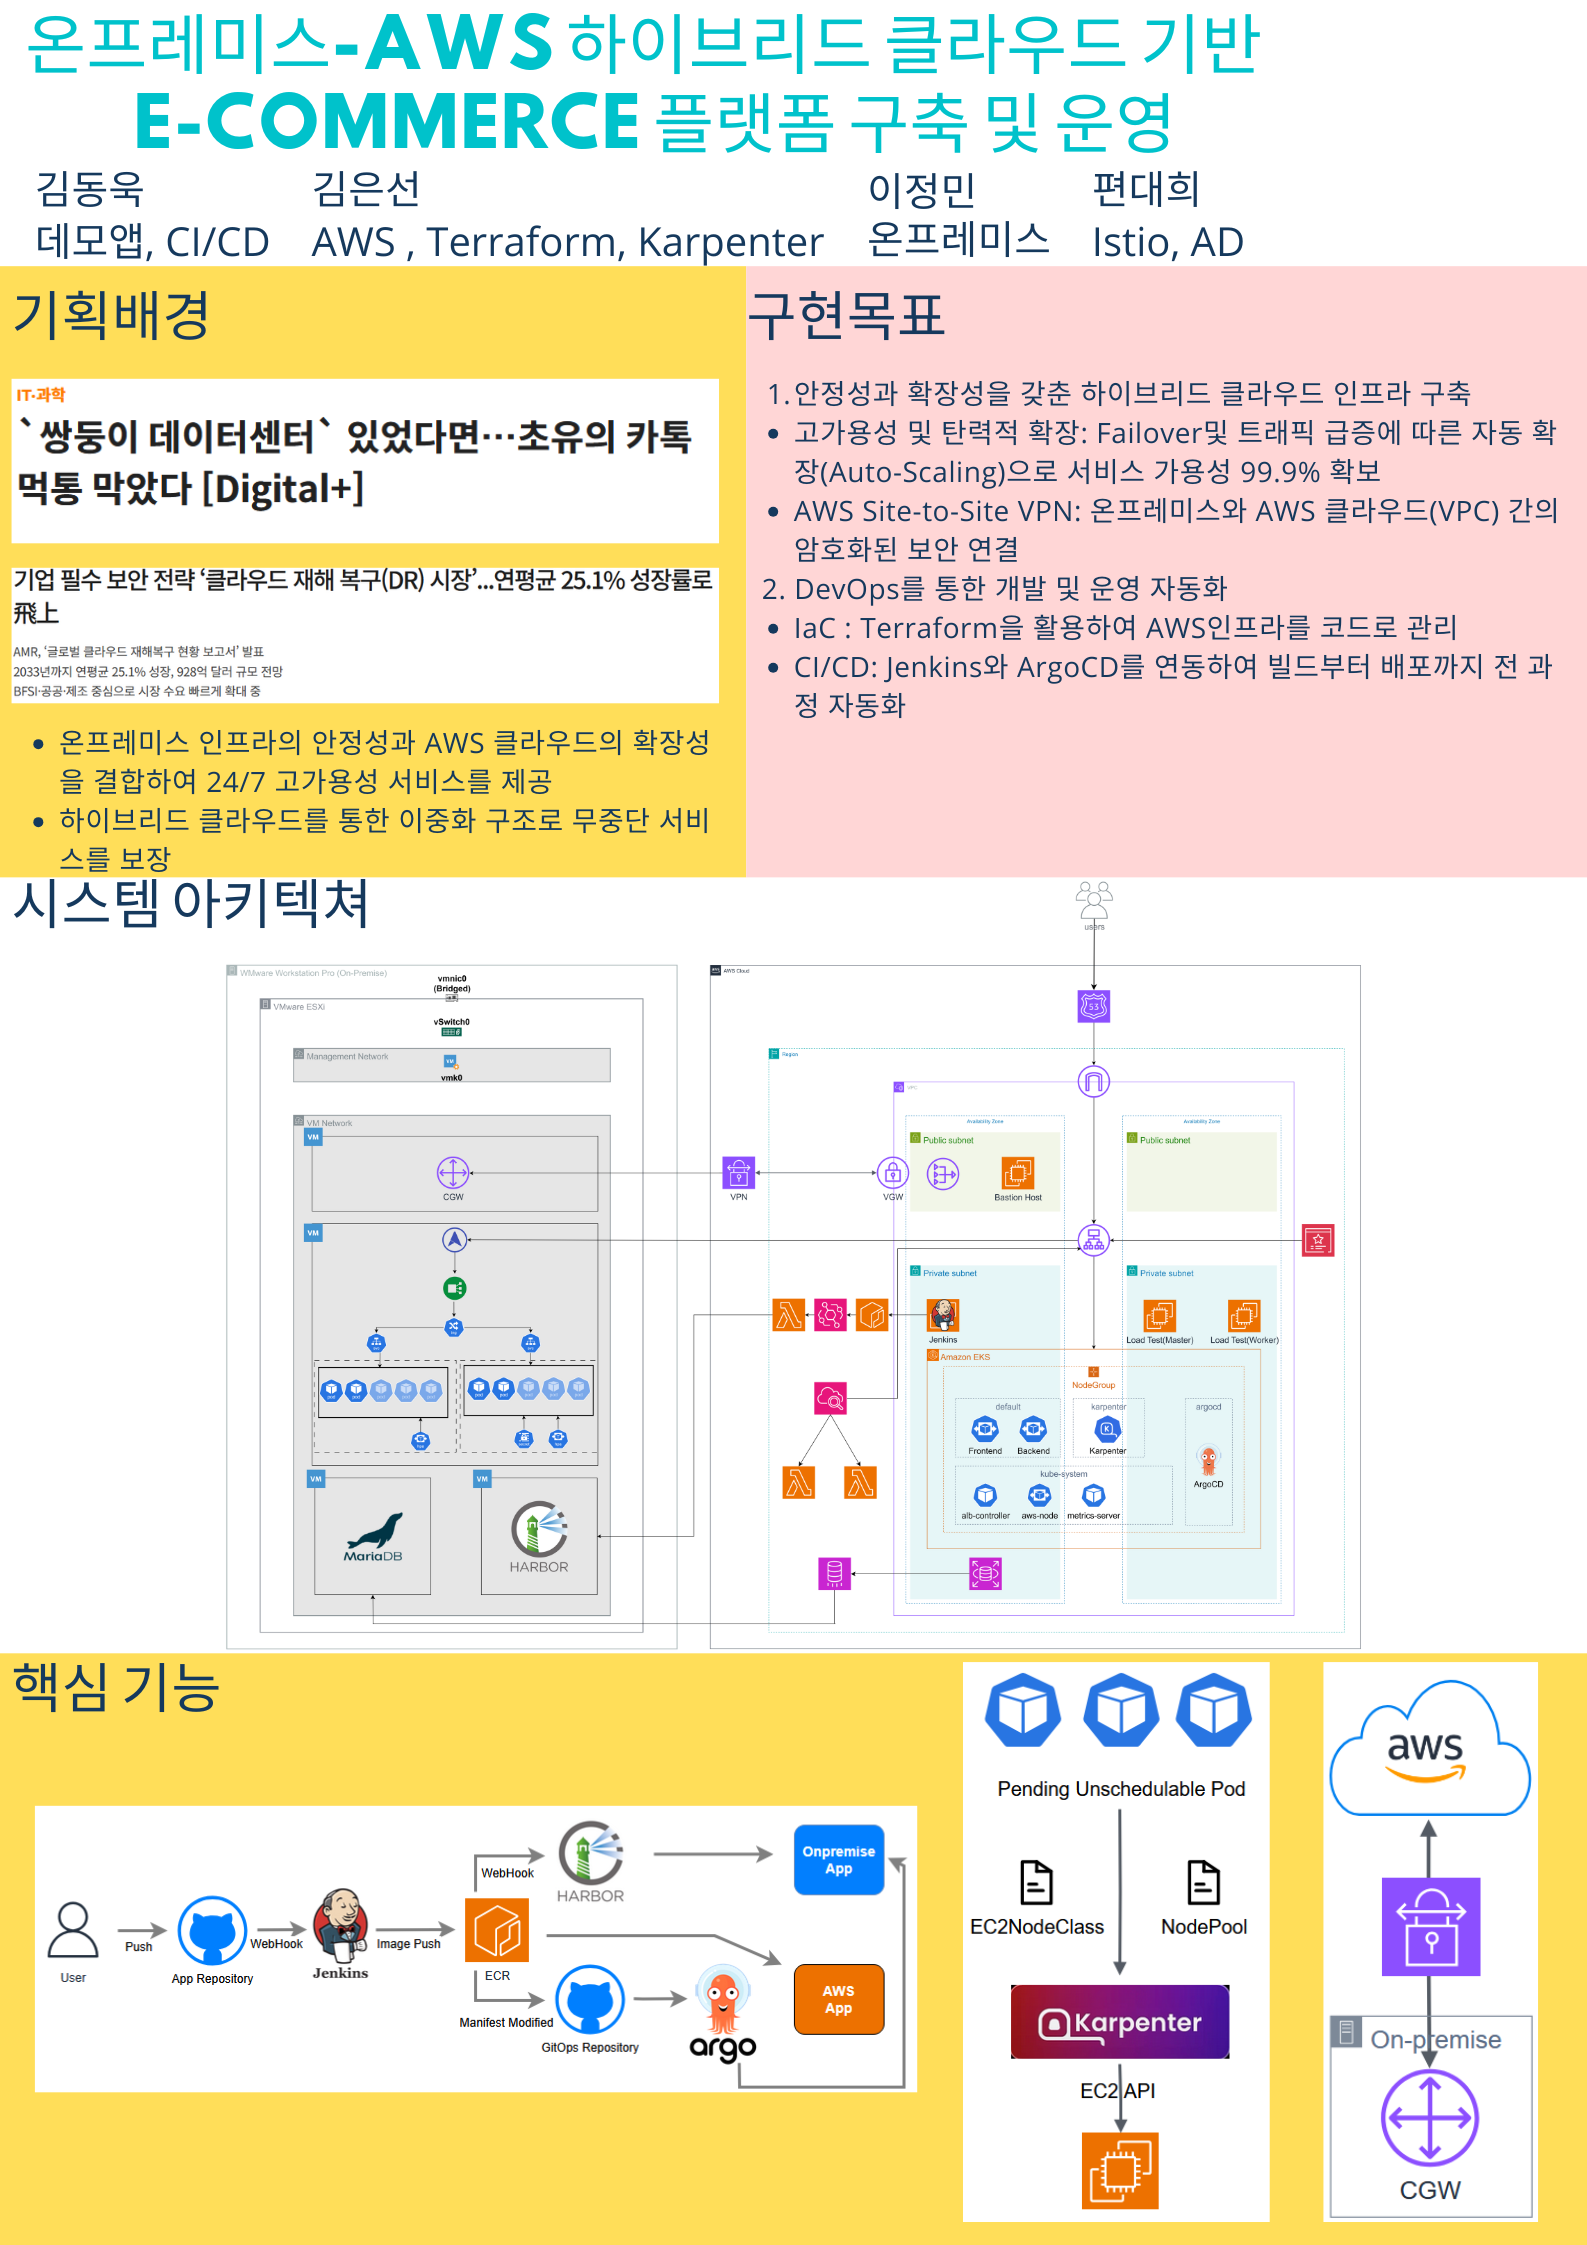 온프레미스-AWS 하이브리드 클라우드 기반
E-COMMERCE 플랫폼 구축 및 운영
김동욱
데모앱, CI/CD
김은선
AWS , Terraform, Karpenter
이정민
온프레미스
편대희
Istio, AD
기획배경
IT·과학
`쌍둥이 데이터센터` 있었다면…초유의 카톡
먹통 막았다 [Digital+]
기업 필수 보안 전략 ‘클라우드 재해 복구(DR) 시장’...연평균 25.1% 성장률로
飛上
AMR, ‘글로벌 클라우드 재해복구 현황 보고서’ 발표
2033년까지 연평균 25.1% 성장, 928억 달러 규모 전망
BFSI·공공·제조 중심으로 시장 수요 빠르게 확대 중
• 온프레미스 인프라의 안정성과 AWS 클라우드의 확장성
을 결합하여 24/7 고가용성 서비스를 제공
• 하이브리드 클라우드를 통한 이중화 구조로 무중단 서비
스를 보장
구현목표
1. 안정성과 확장성을 갖춘 하이브리드 클라우드 인프라 구축
• 고가용성 및 탄력적 확장: Failover및 트래픽 급증에 따른 자동 확
장(Auto-Scaling)으로 서비스 가용성 99.9% 확보
• AWS Site-to-Site VPN: 온프레미스와 AWS 클라우드(VPC) 간의
암호화된 보안 연결
2. DevOps를 통한 개발 및 운영 자동화
• IaC : Terraform을 활용하여 AWS인프라를 코드로 관리
• CI/CD: Jenkins와 ArgoCD를 연동하여 빌드부터 배포까지 전 과
정 자동화
시스템 아키텍쳐
users
WMware Workstation Pro (On-Premise)
vmnic0
(Bridged)
VMware ESXi
vSwitch0
Management Network
VM
vmk0
VM Network
VM
CGW
VM
pod pod pod pod pod
pod pod pod pod pod
VM
MariaDB
VM
HARBOR
AWS Cloud
53
Region
VPC
Availability Zone
Availability Zone
Public subnet
Public subnet
VPN
VGW
Bastion Host
Private subnet
Private subnet
Jenkins
Load Test(Master)
Load Test(Worker)
Amazon EKS
NodeGroup
default
karpenter
argocd
Frontend
Backend
Karpenter
ArgoCD
kube-system
alb-controller
aws-node
metrics-server
핵심 기능
User
Push
App Repository
WebHook
Jenkins
Image Push
ECR
WebHook
HARBOR
Onpremise
App
Manifest Modified
GitOps Repository
argo
AWS
App
Pending Unschedulable Pod
EC2NodeClass
NodePool
Karpenter
EC2 API
aws
On-premise
CGW